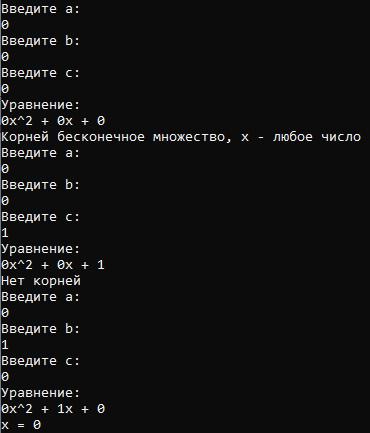 Введите a:
0
Введите b:
0
Введите c:
0
Уравнение:
0x^2 + 0x + 0
Корней бесконечное множество, x - любое число
Введите a:
0
Введите b:
0
Введите c:
1
Уравнение:
0x^2 + 0x + 1
Нет корней
Введите a:
0
Введите b:
1
Введите c:
0
Уравнение:
0x^2 + 1x + 0
x = 0